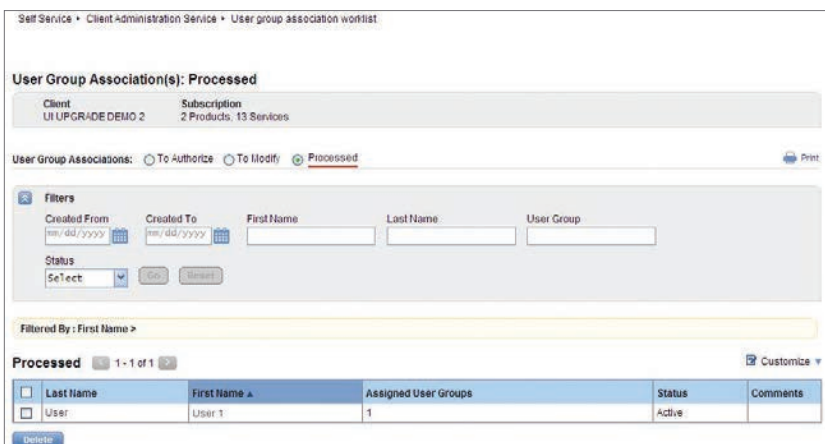 Self Service • Client Administration Service • User group association worklist
User Group Association(s): Processed
Client Subscription
UI UPGRADE DEMO 2 2 Products, 13 Services
User Group Associations: To Authorize To Modify Processed Print
Filters
Created From Created To First Name Last Name User Group
mm/dd/yyyy mm/dd/yyyy
Status
Select Go Reset
Filtered By : First Name >
Processed 1 - 1 of 1 Customize
Last Name First Name Assigned User Groups Status Comments
User User 1 1 Active
Delete